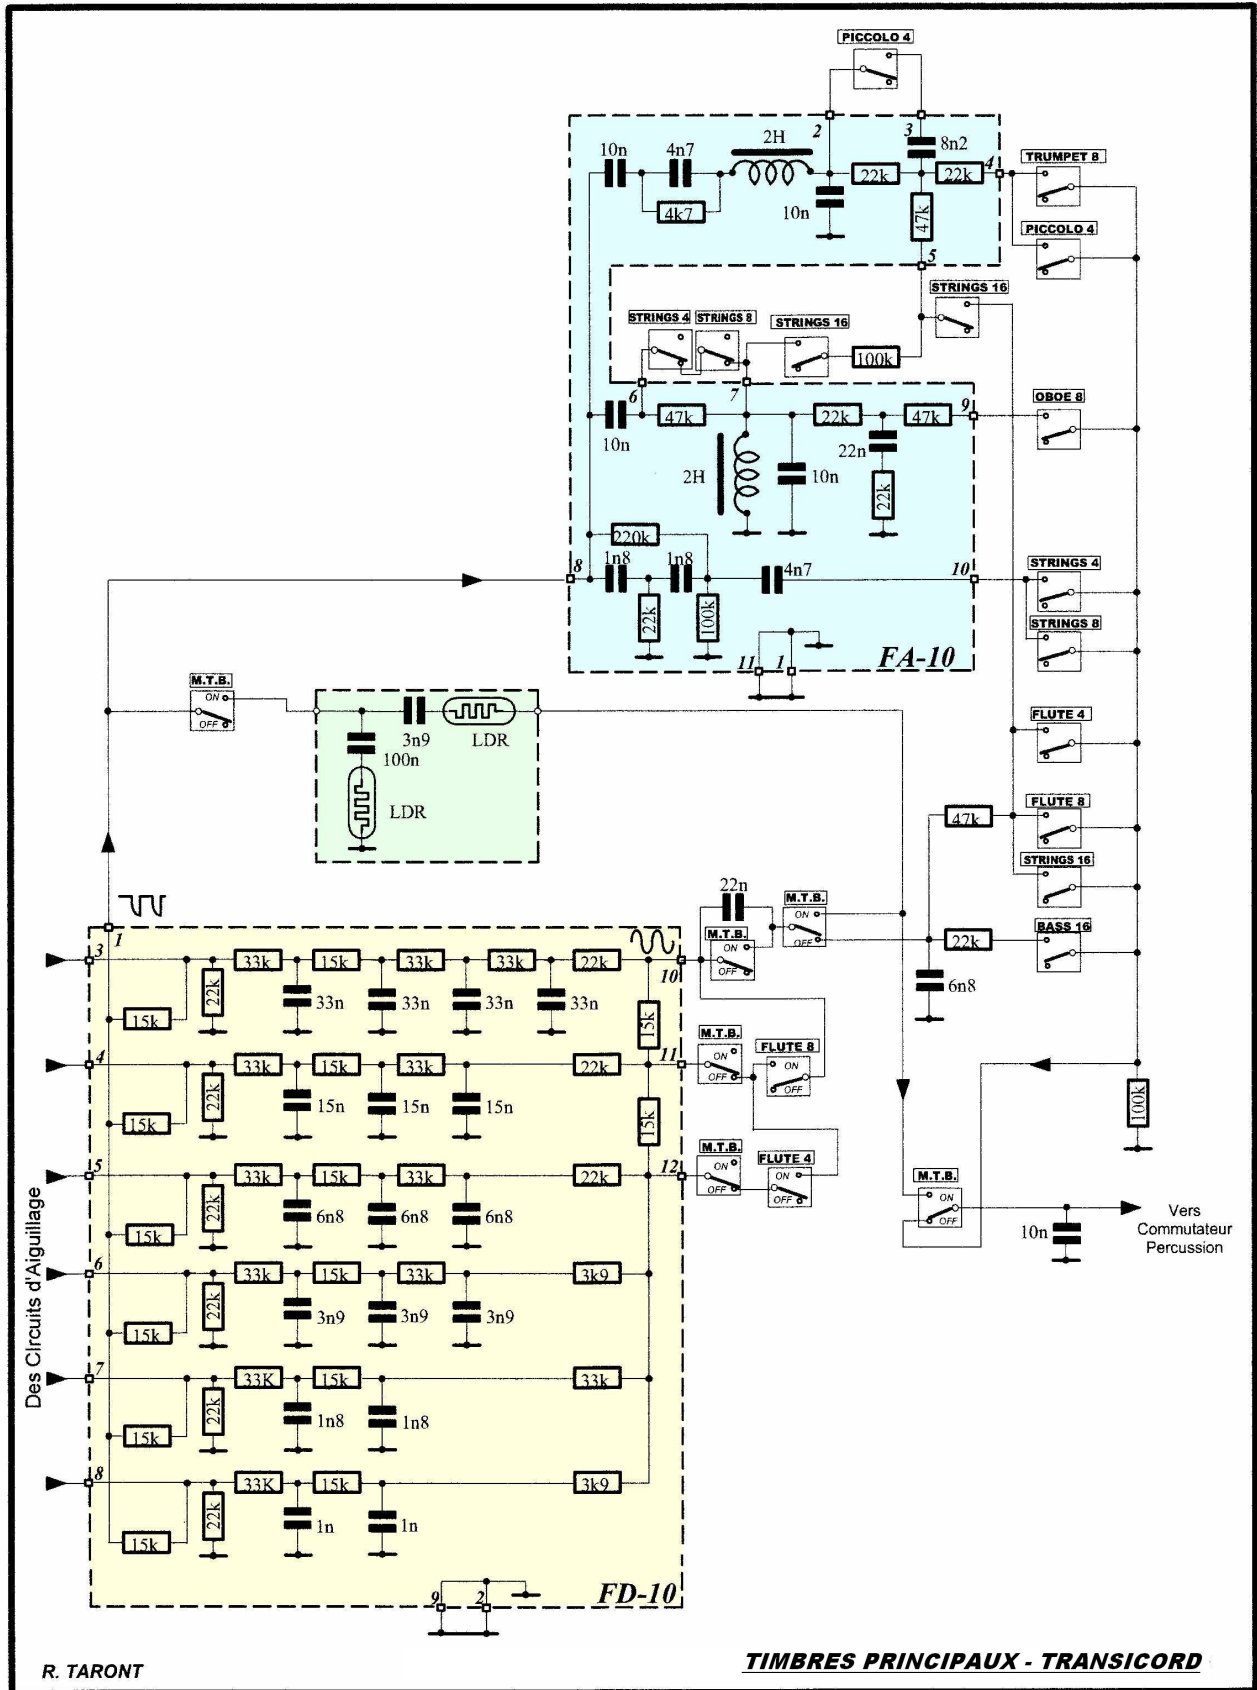 PICCOLO 4
2
3
8n2
2H
10n
4n7
4k7
10n
22k
22k
4
47k
5
TRUMPET 8
PICCOLO 4
STRINGS 16
STRINGS 4
STRINGS 8
STRINGS 16
100k
6
7
10n
47k
22k
47k
9
OBOE 8
2H
10n
22n
22k
220k
8
1n8
1n8
4n7
10
22k
100k
STRINGS 4
STRINGS 8
11
1
FA-10
M.T.B.
ON
OFF
3n9
LDR
100n
LDR
FLUTE 4
47k
FLUTE 8
STRINGS 16
22n
M.T.B.
ON
OFF
M.T.B.
ON
OFF
22k
BASS 16
6n8
1
3
33k
15k
33k
33k
22k
10
22k
15k
33n
33n
33n
33n
15k
4
33k
15k
33k
22k
11
22k
15k
15n
15n
15n
15k
M.T.B.
ON
OFF
FLUTE 8
ON
OFF
5
33k
15k
33k
22k
12
22k
15k
6n8
6n8
6n8
M.T.B.
ON
OFF
FLUTE 4
ON
OFF
100k
M.T.B.
ON
OFF
10n
Vers
Commutateur
Percussion
6
33k
15k
33k
3k9
22k
15k
3n9
3n9
3n9
7
33K
15k
33k
22k
15k
1n8
1n8
8
33K
15k
3k9
22k
15k
1n
1n
Des CIrcuits d'Aiguillage
9
2
FD-10
R. TARONT
TIMBRES PRINCIPAUX - TRANSICORD